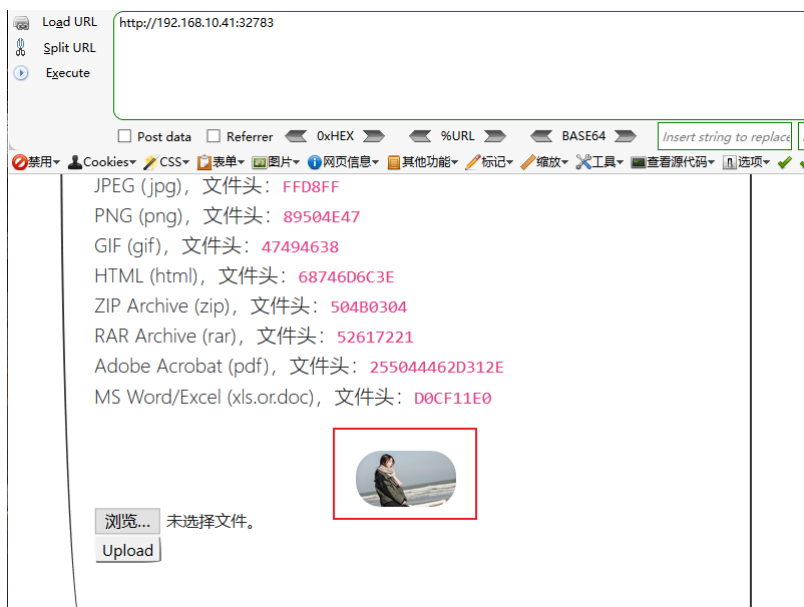 Load URL
http://192.168.10.41:32783
Split URL
Execute
Post data Referrer 0xHEX %URL BASE64 Insert string to replace
禁用 Cookies CSS 表单 图片 网页信息 其他功能 标记 缩放 工具 查看源代码 选项
JPEG (jpg)，文件头：FFD8FF
PNG (png)，文件头：89504E47
GIF (gif)，文件头：47494638
HTML (html)，文件头：68746D6C3E
ZIP Archive (zip)，文件头：504B0304
RAR Archive (rar)，文件头：52617221
Adobe Acrobat (pdf)，文件头：255044462D312E
MS Word/Excel (xls.or.doc)，文件头：D0CF11E0
浏览... 未选择文件。
Upload